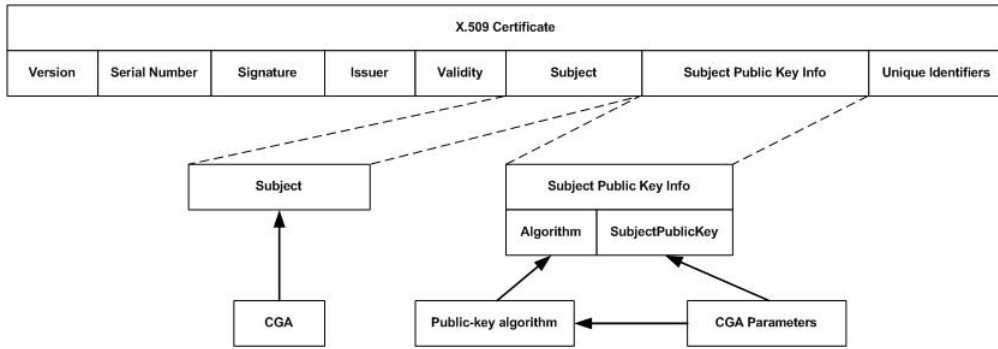 X.509 Certificate
Version Serial Number Signature Issuer Validity Subject Subject Public Key Info Unique Identifiers
Subject Subject Public Key Info
Algorithm SubjectPublicKey
CGA Public-key algorithm CGA Parameters